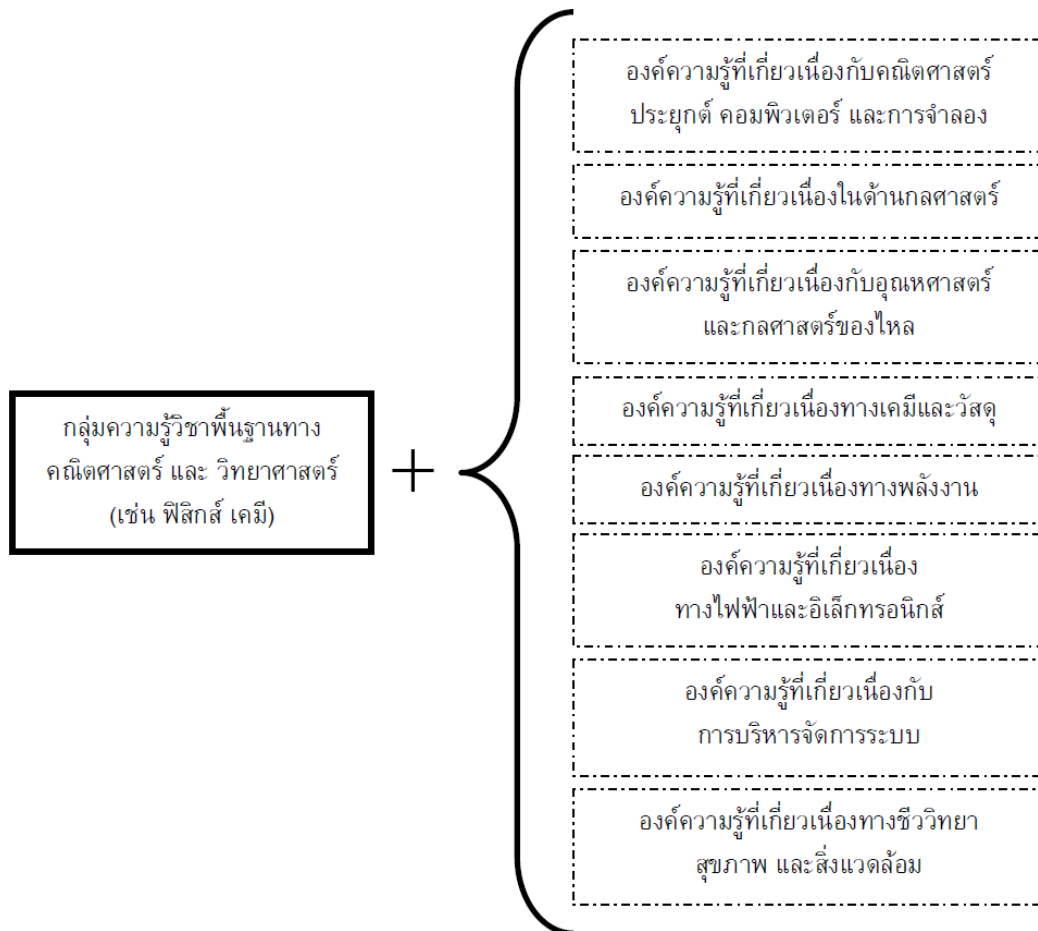 องค์ความรู้ที่เกี่ยวเนื่องกับคณิตศาสตร์
ประยุกต์ คอมพิวเตอร์ และการจำลอง
องค์ความรู้ที่เกี่ยวเนื่องในด้านกลศาสตร์
องค์ความรู้ที่เกี่ยวเนื่องกับอุณหศาสตร์
และกลศาสตร์ของไหล
กลุ่มความรู้วิชาพื้นฐานทาง
คณิตศาสตร์ และ วิทยาศาสตร์
(เช่น ฟิสิกส์ เคมี)
+
องค์ความรู้ที่เกี่ยวเนื่องทางเคมีและวัสดุ
องค์ความรู้ที่เกี่ยวเนื่องทางพลังงาน
องค์ความรู้ที่เกี่ยวเนื่อง
ทางไฟฟ้าและอิเล็กทรอนิกส์
องค์ความรู้ที่เกี่ยวเนื่องกับ
การบริหารจัดการระบบ
องค์ความรู้ที่เกี่ยวเนื่องทางชีววิทยา
สุขภาพ และสิ่งแวดล้อม